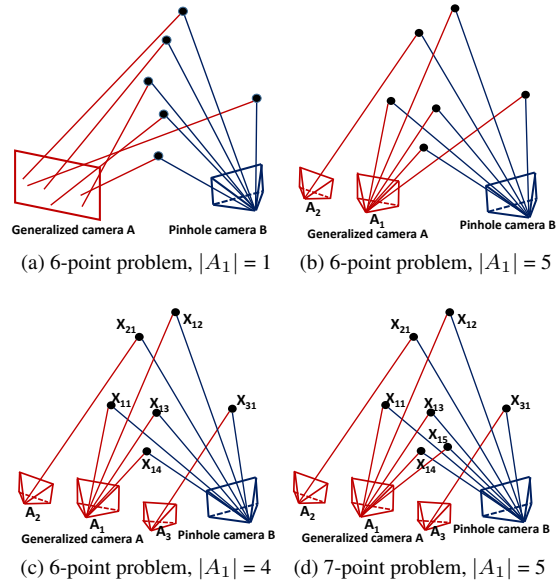 Generalized camera A
Pinhole camera B
(a) 6-point problem, |A₁| = 1
A₂
A₁
Generalized camera A
Pinhole camera B
(b) 6-point problem, |A₁| = 5
X₂₁
X₁₂
X₁₁
X₁₃
X₃₁
X₁₄
A₂
A₁
A₃
Generalized camera A
Pinhole camera B
(c) 6-point problem, |A₁| = 4
X₂₁
X₁₂
X₁₁
X₁₃
X₃₁
X₁₅
X₁₄
A₂
A₁
A₃
Generalized camera A
Pinhole camera B
(d) 7-point problem, |A₁| = 5